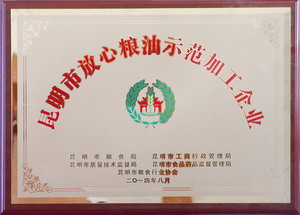 昆明市放心粮油示范加工企业
昆明市粮食局 昆明市工商行政管理局
昆明市质量技术监督局 昆明市食品药品监督管理局
昆明市粮食行业协会
二〇一四年八月